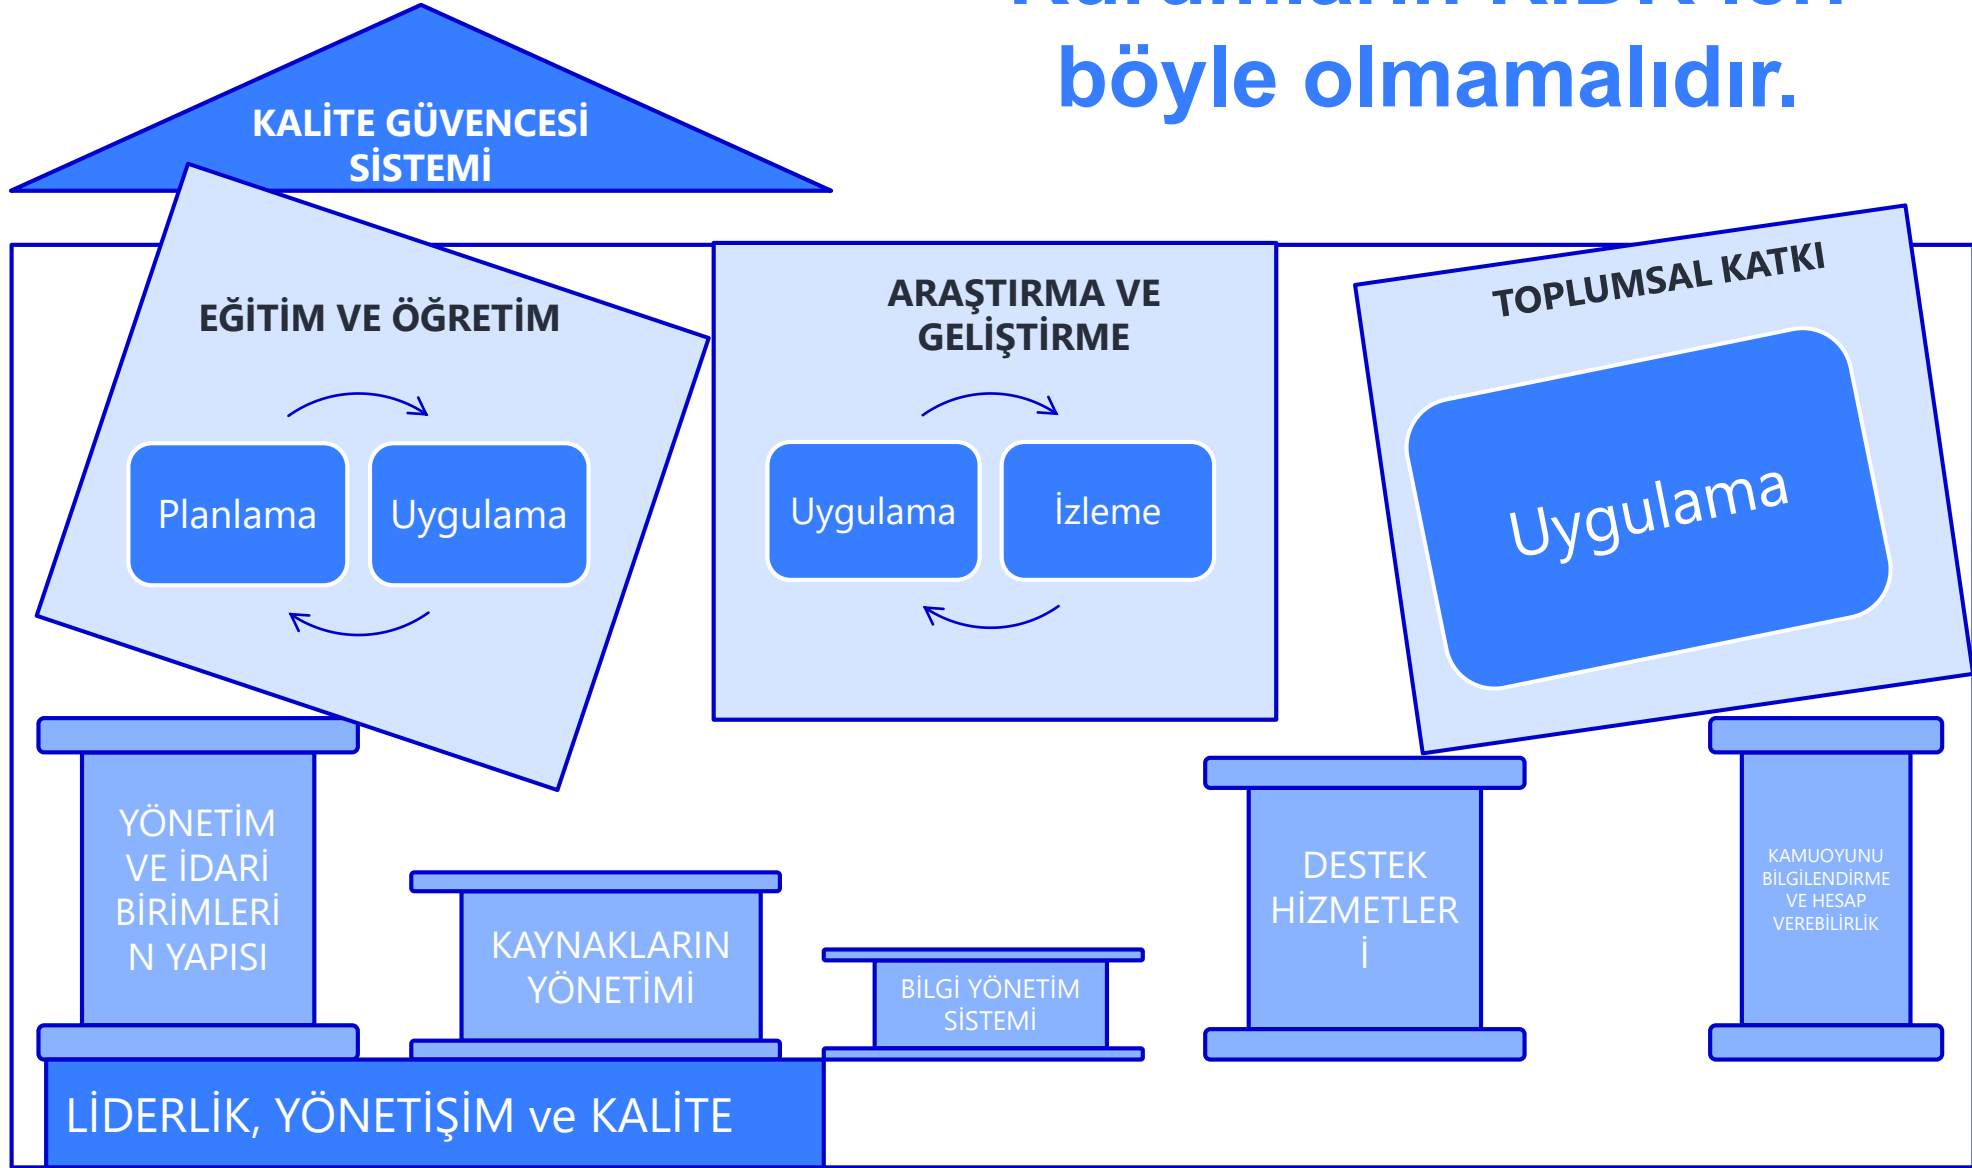 böyle olmamalıdır.
KALİTE GÜVENCESİ
SİSTEMİ
EĞİTİM VE ÖĞRETİM
Planlama
Uygulama
ARAŞTIRMA VE
GELİŞTİRME
Uygulama
İzleme
TOPLUMSAL KATKI
Uygulama
YÖNETİM
VE İDARİ
BİRİMLERİ
N YAPISI
KAYNAKLARIN
YÖNETİMİ
BİLGİ YÖNETİM
SİSTEMİ
DESTEK
HİZMETLER
İ
KAMUOYUNU
BİLGİLENDİRME
VE HESAP
VEREBİLİRLİK
LİDERLİK, YÖNETİŞİM ve KALİTE